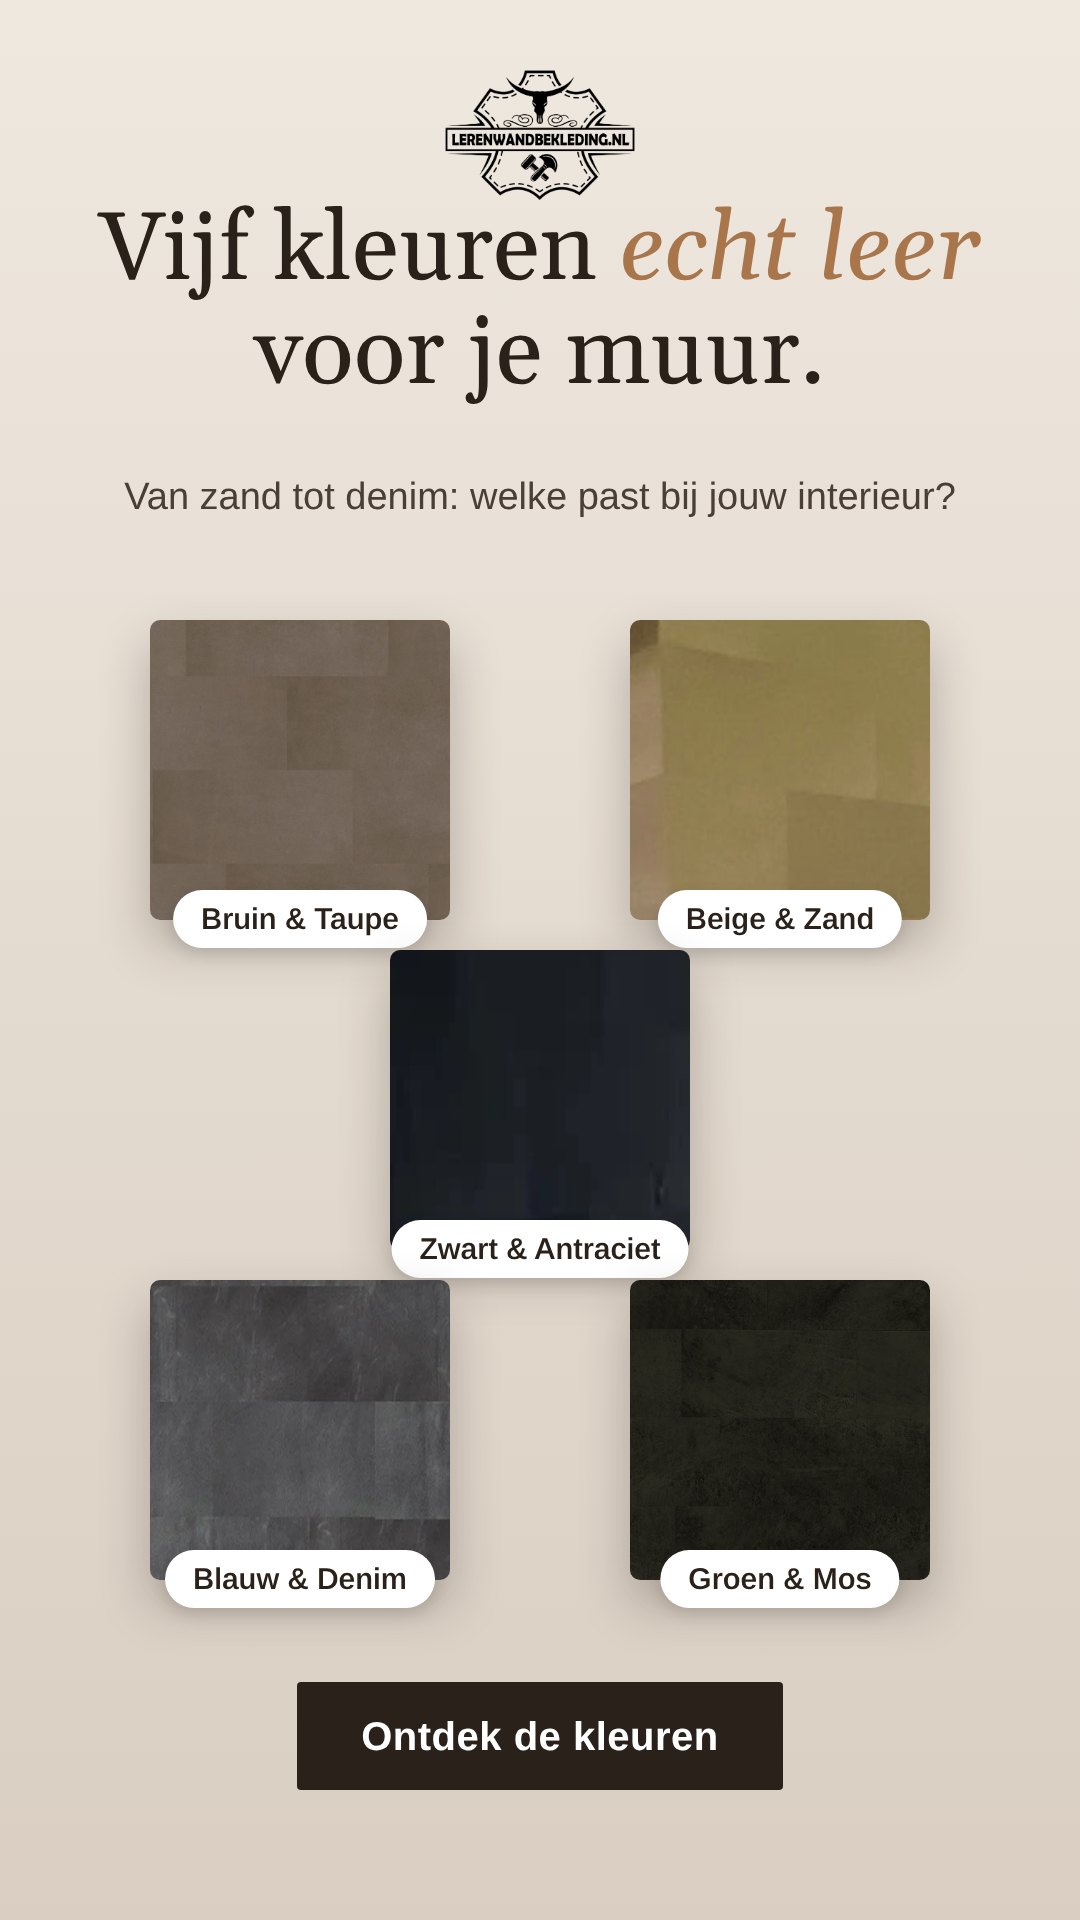 LERENWANDBEKLEDING.NL
Vijf kleuren echt leer
voor je muur.
Van zand tot denim: welke past bij jouw interieur?
Bruin & Taupe
Beige & Zand
Zwart & Antraciet
Blauw & Denim
Groen & Mos
Ontdek de kleuren